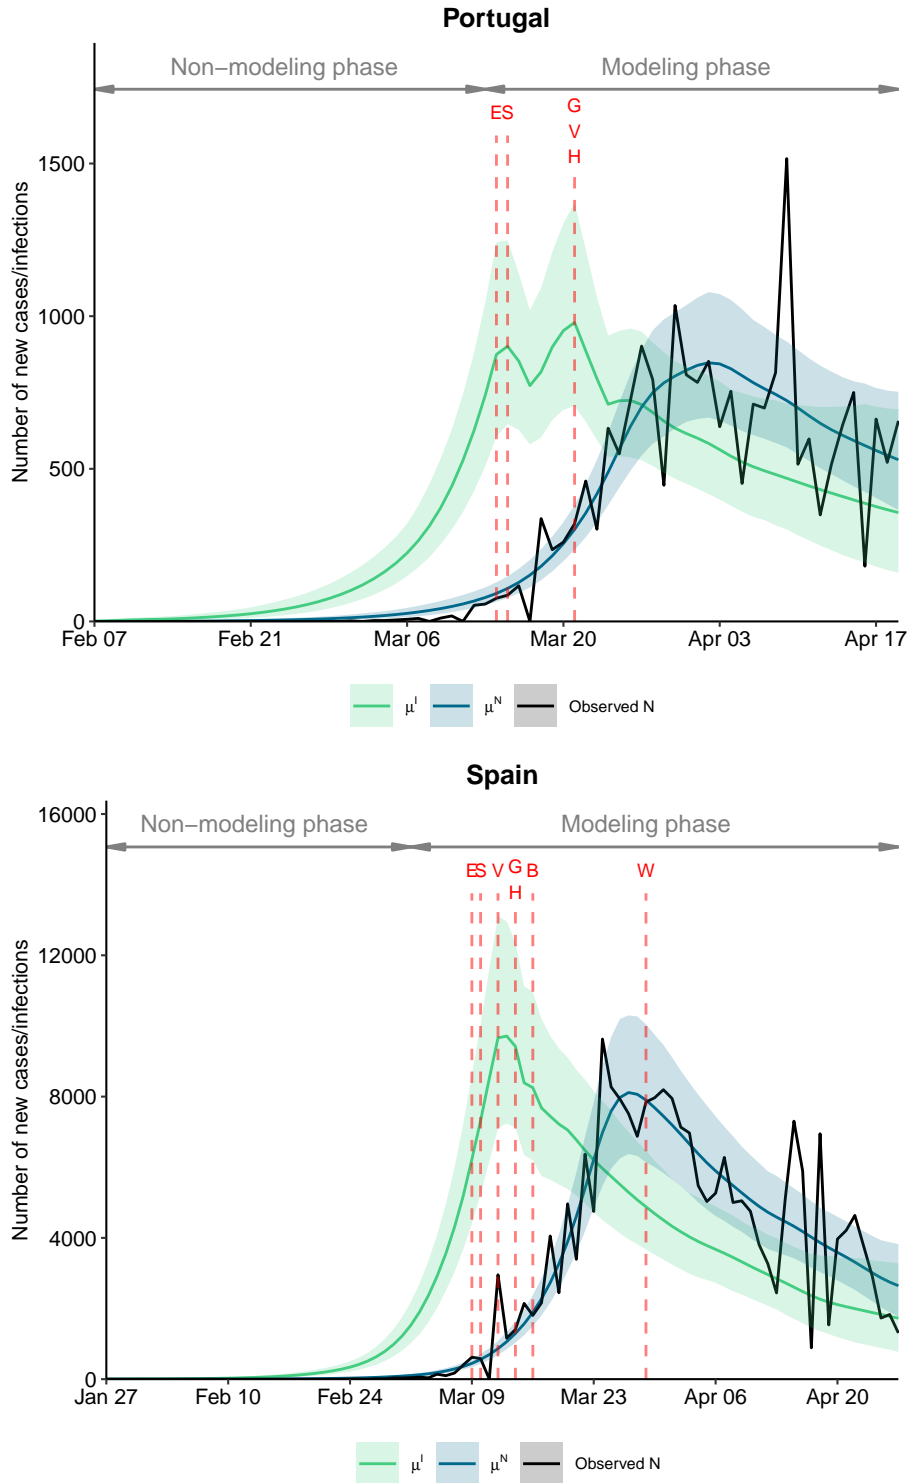 Portugal
Non−modeling phase
Modeling phase
E
S
G
V
H
Number of new cases/infections
1500
1000
500
0
Feb 07
Feb 21
Mar 06
Mar 20
Apr 03
Apr 17
μI
μN
Observed N
Spain
Non−modeling phase
Modeling phase
E
S
V
G
H
B
W
Number of new cases/infections
16000
12000
8000
4000
0
Jan 27
Feb 10
Feb 24
Mar 09
Mar 23
Apr 06
Apr 20
μI
μN
Observed N